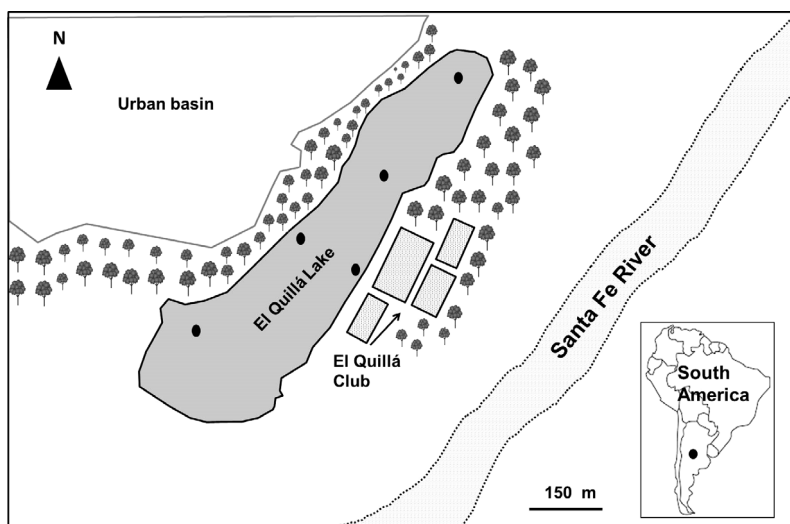 N
Urban basin
El Quillá Lake
El Quillá
Club
Santa Fe River
South
America
150 m